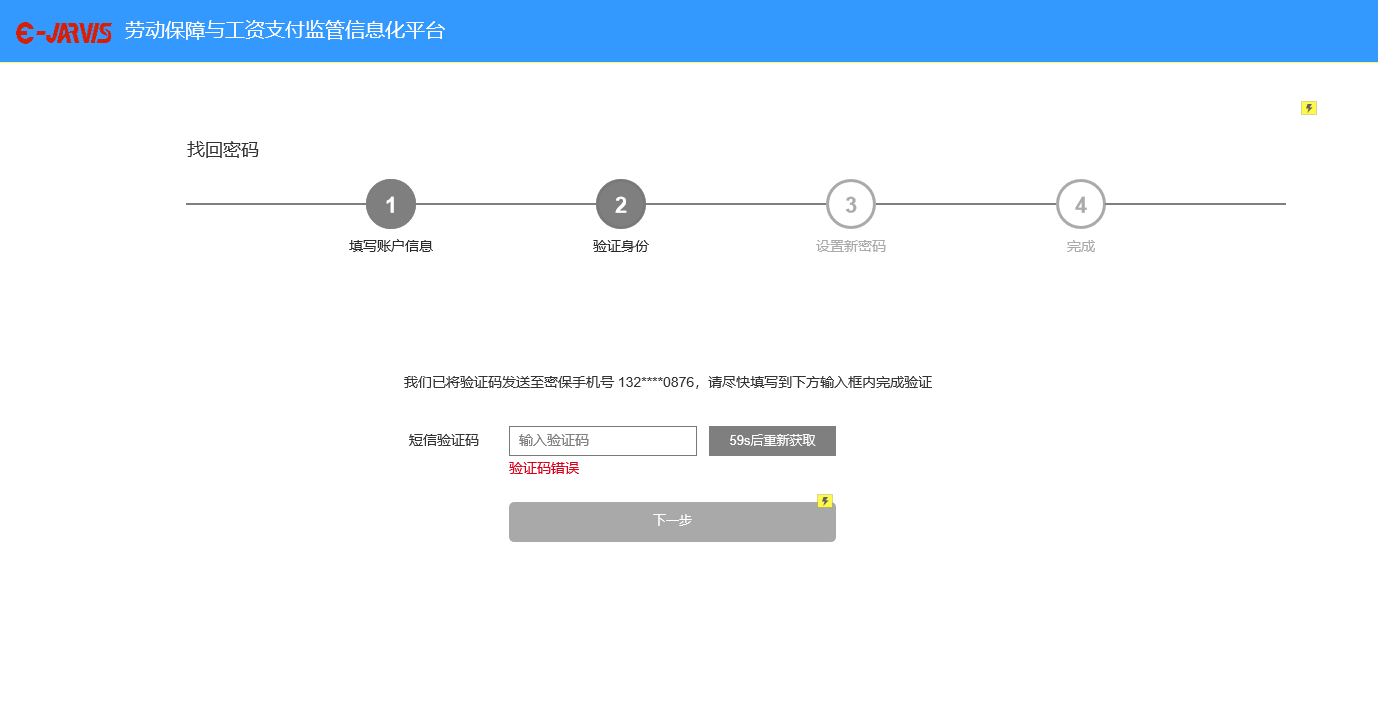 E-JARVIS 劳动保障与工资支付监管信息化平台
找回密码
1 2 3 4
填写账户信息 验证身份 设置新密码 完成
我们已将验证码发送至密保手机号 132****0876，请尽快填写到下方输入框内完成验证
短信验证码 输入验证码 59s后重新获取
验证码错误
下一步